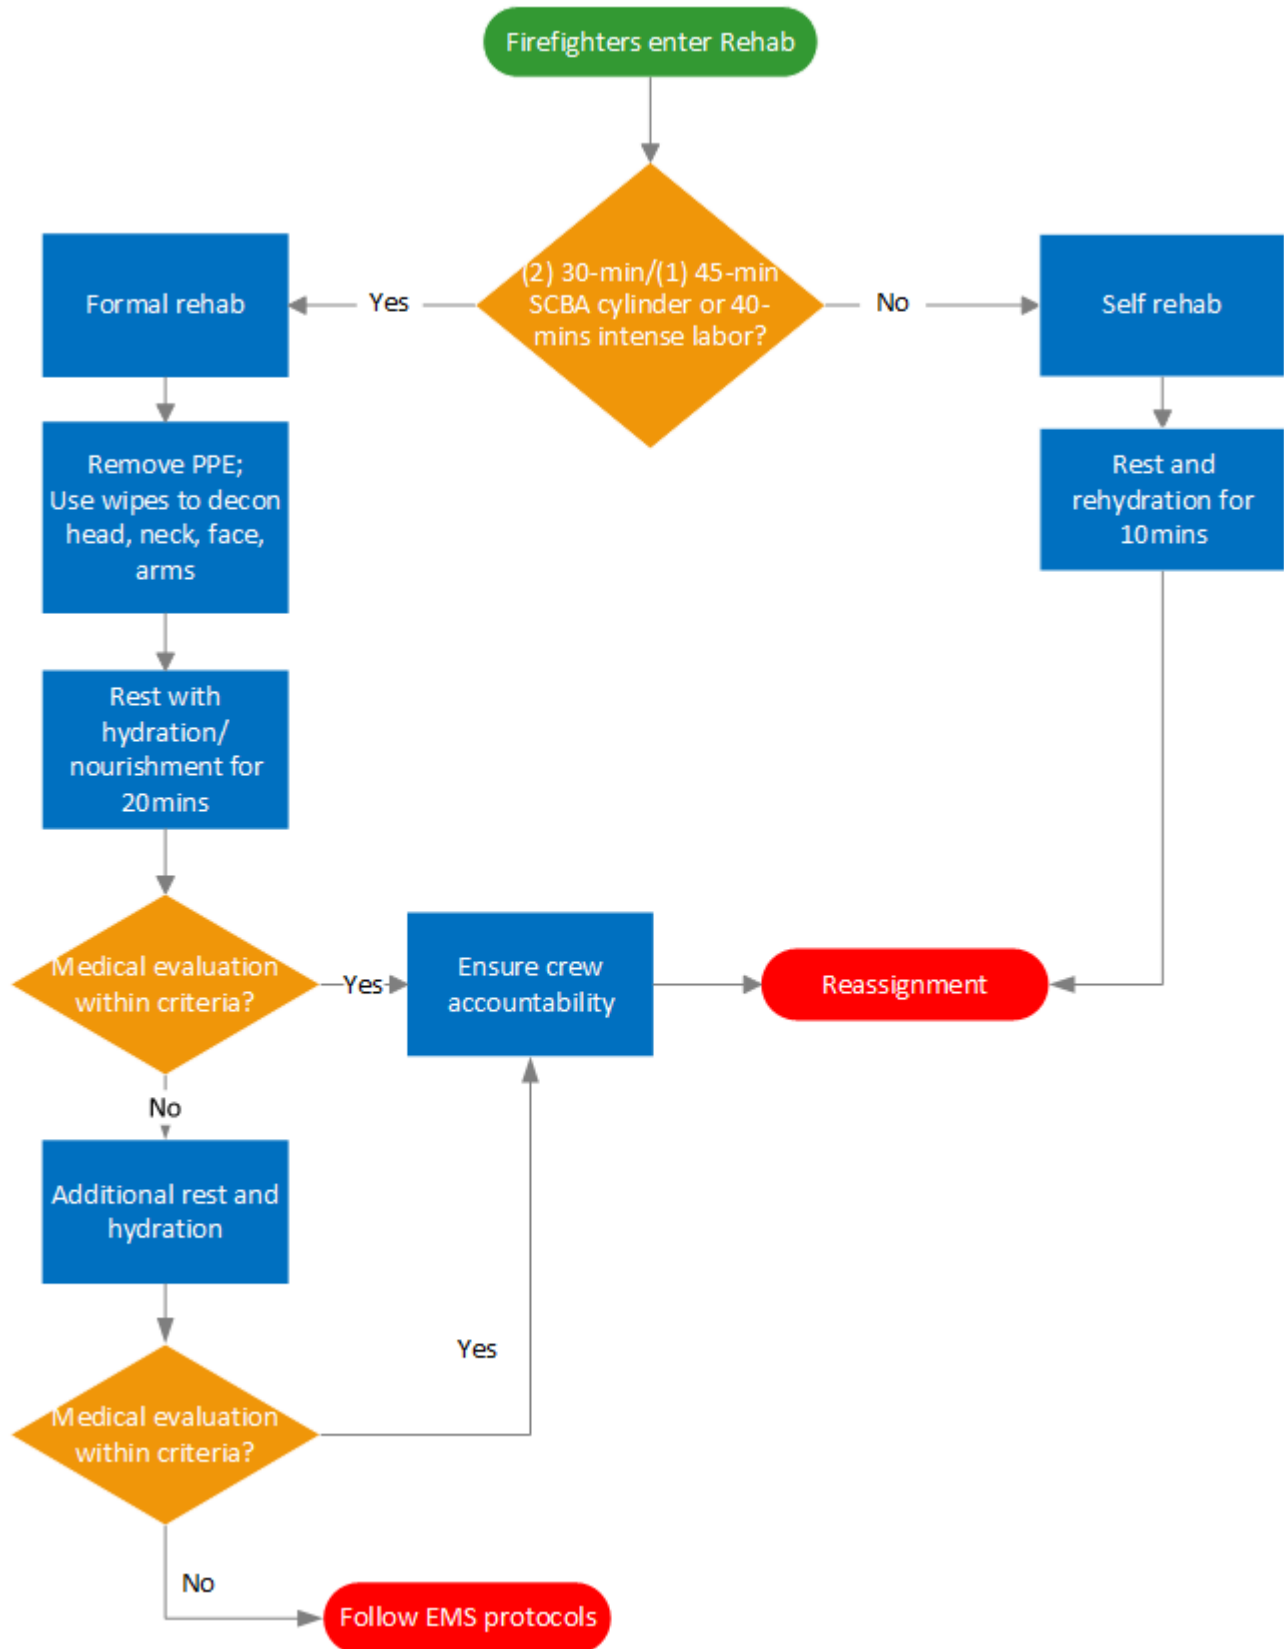 Firefighters enter Rehab
(2) 30-min/(1) 45-min
SCBA cylinder or 40-
mins intense labor?
Yes
No
Formal rehab
Self rehab
Remove PPE;
Use wipes to decon
head, neck, face,
arms
Rest and
rehydration for
10mins
Rest with
hydration/
nourishment for
20mins
Medical evaluation
within criteria?
Yes
Ensure crew
accountability
Reassignment
No
Additional rest and
hydration
Yes
Medical evaluation
within criteria?
No
Follow EMS protocols